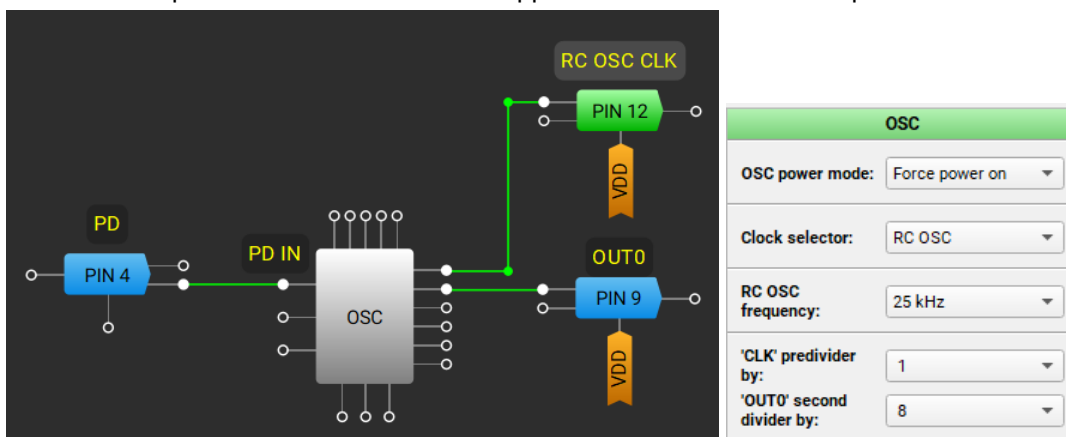 RC OSC CLK
PIN 12
VDD
PD
PD IN
OUT0
PIN 4
OSC
PIN 9
VDD
OSC
OSC power mode: Force power on
Clock selector: RC OSC
RC OSC
frequency: 25 kHz
'CLK' predivider
by: 1
'OUT0' second
divider by: 8